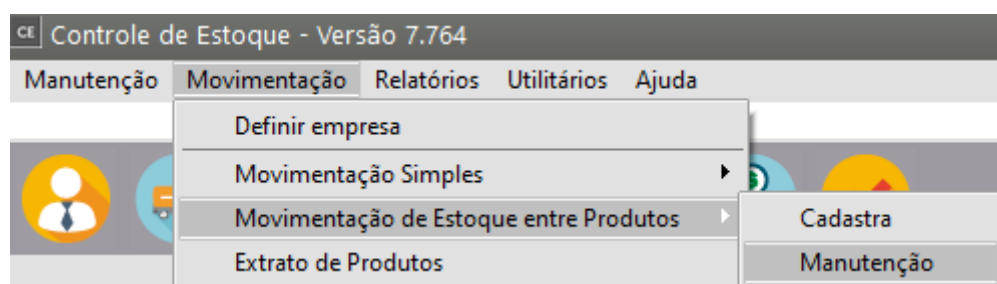 CE Controle de Estoque - Versão 7.764
Manutenção Movimentação Relatórios Utilitários Ajuda
Definir empresa
Movimentação Simples
Movimentação de Estoque entre Produtos Cadastra
Extrato de Produtos Manutenção